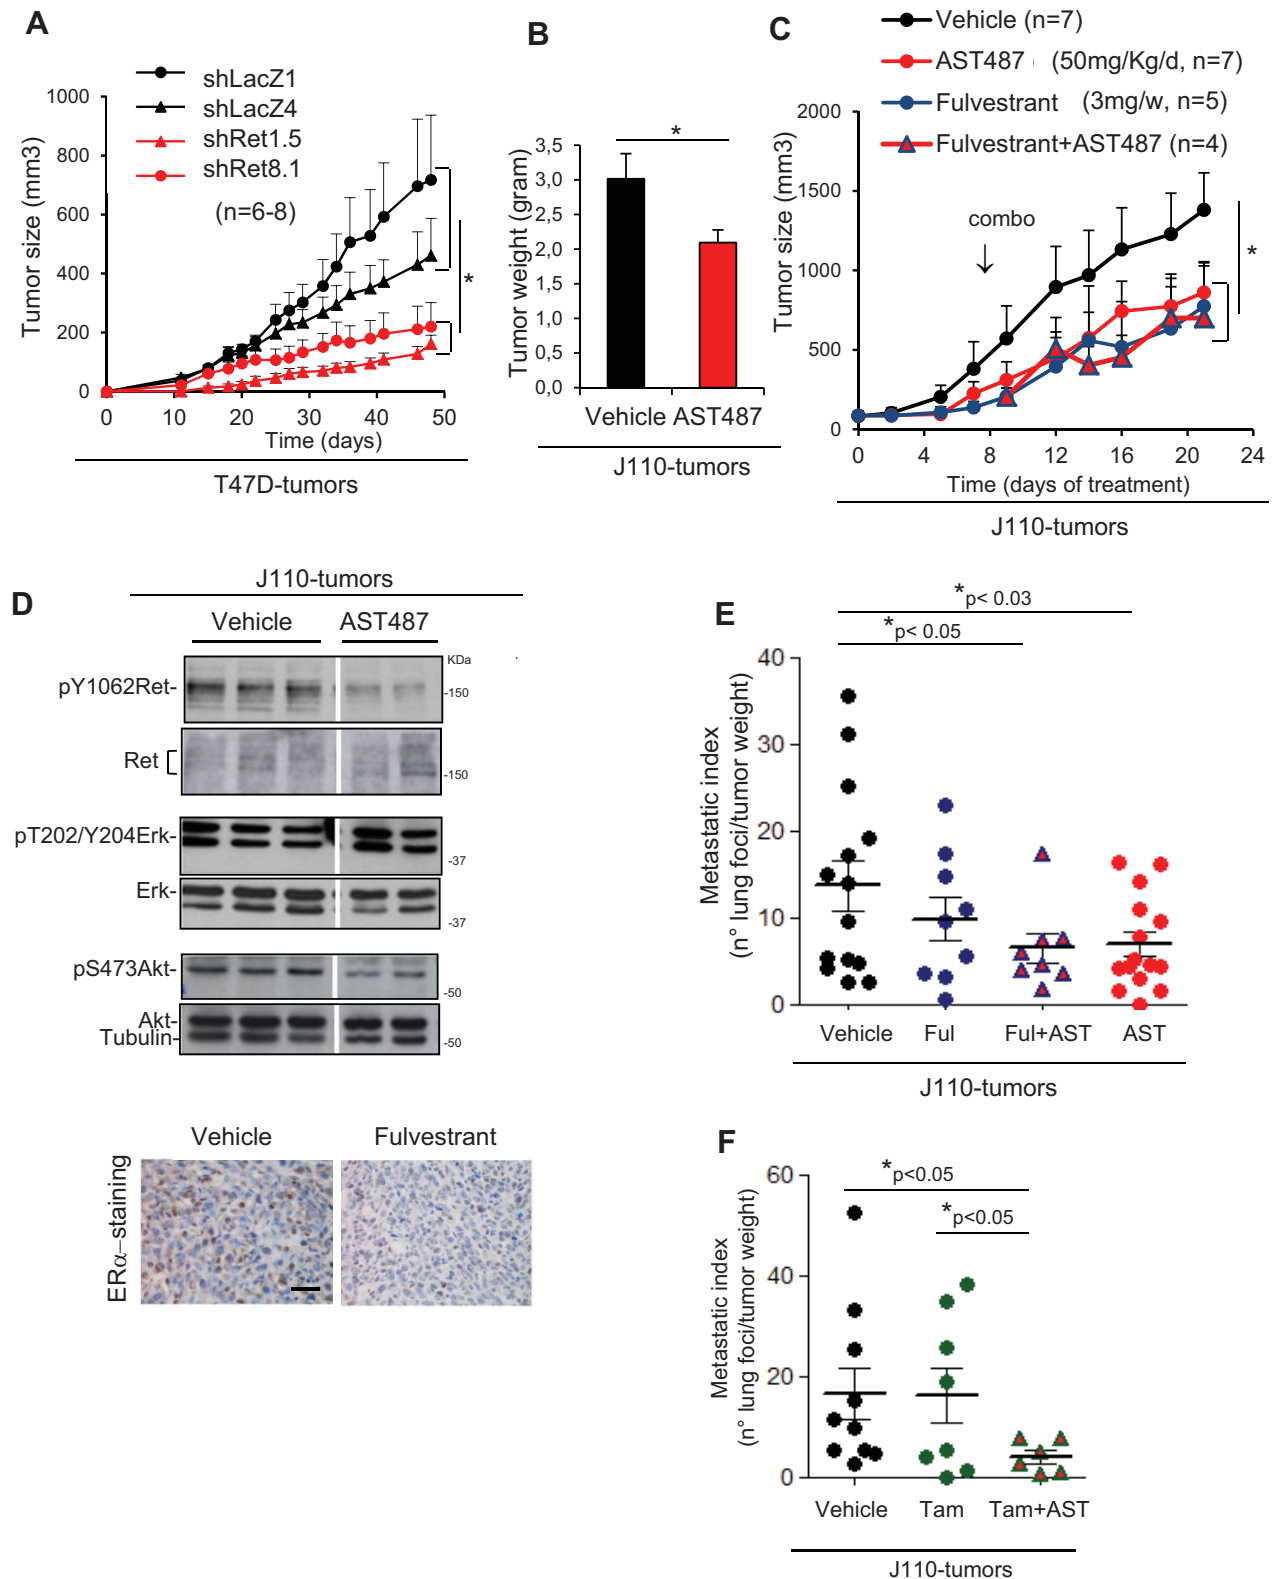 A
shLacZ1
shLacZ4
shRet1.5
shRet8.1
(n=6-8)
Tumor size (mm3)
1000
800
600
400
200
0
*
0 10 20 30 40 50
Time (days)
T47D-tumors
B
*
Tumor weight (gram)
3,5
3,0
2,5
2,0
1,5
1,0
0,5
0,0
Vehicle AST487
J110-tumors
C
Vehicle (n=7)
AST487 (50mg/Kg/d, n=7)
Fulvestrant (3mg/w, n=5)
Fulvestrant+AST487 (n=4)
Tumor size (mm3)
2000
1500
1000
500
0
combo
↓
*
0 4 8 12 16 20 24
Time (days of treatment)
J110-tumors
D
J110-tumors
Vehicle AST487
KDa
pY1062Ret-
-150
Ret
-150
pT202/Y204Erk-
-37
Erk-
-37
pS473Akt-
-50
Akt-
Tubulin-
-50
Vehicle Fulvestrant
ERα–staining
E
*p< 0.03
*p< 0.05
Metastatic index
(n° lung foci/tumor weight)
40
30
20
10
0
Vehicle Ful Ful+AST AST
J110-tumors
F
*p<0.05
*p<0.05
Metastatic index
(n° lung foci/tumor weight)
60
40
20
0
Vehicle Tam Tam+AST
J110-tumors